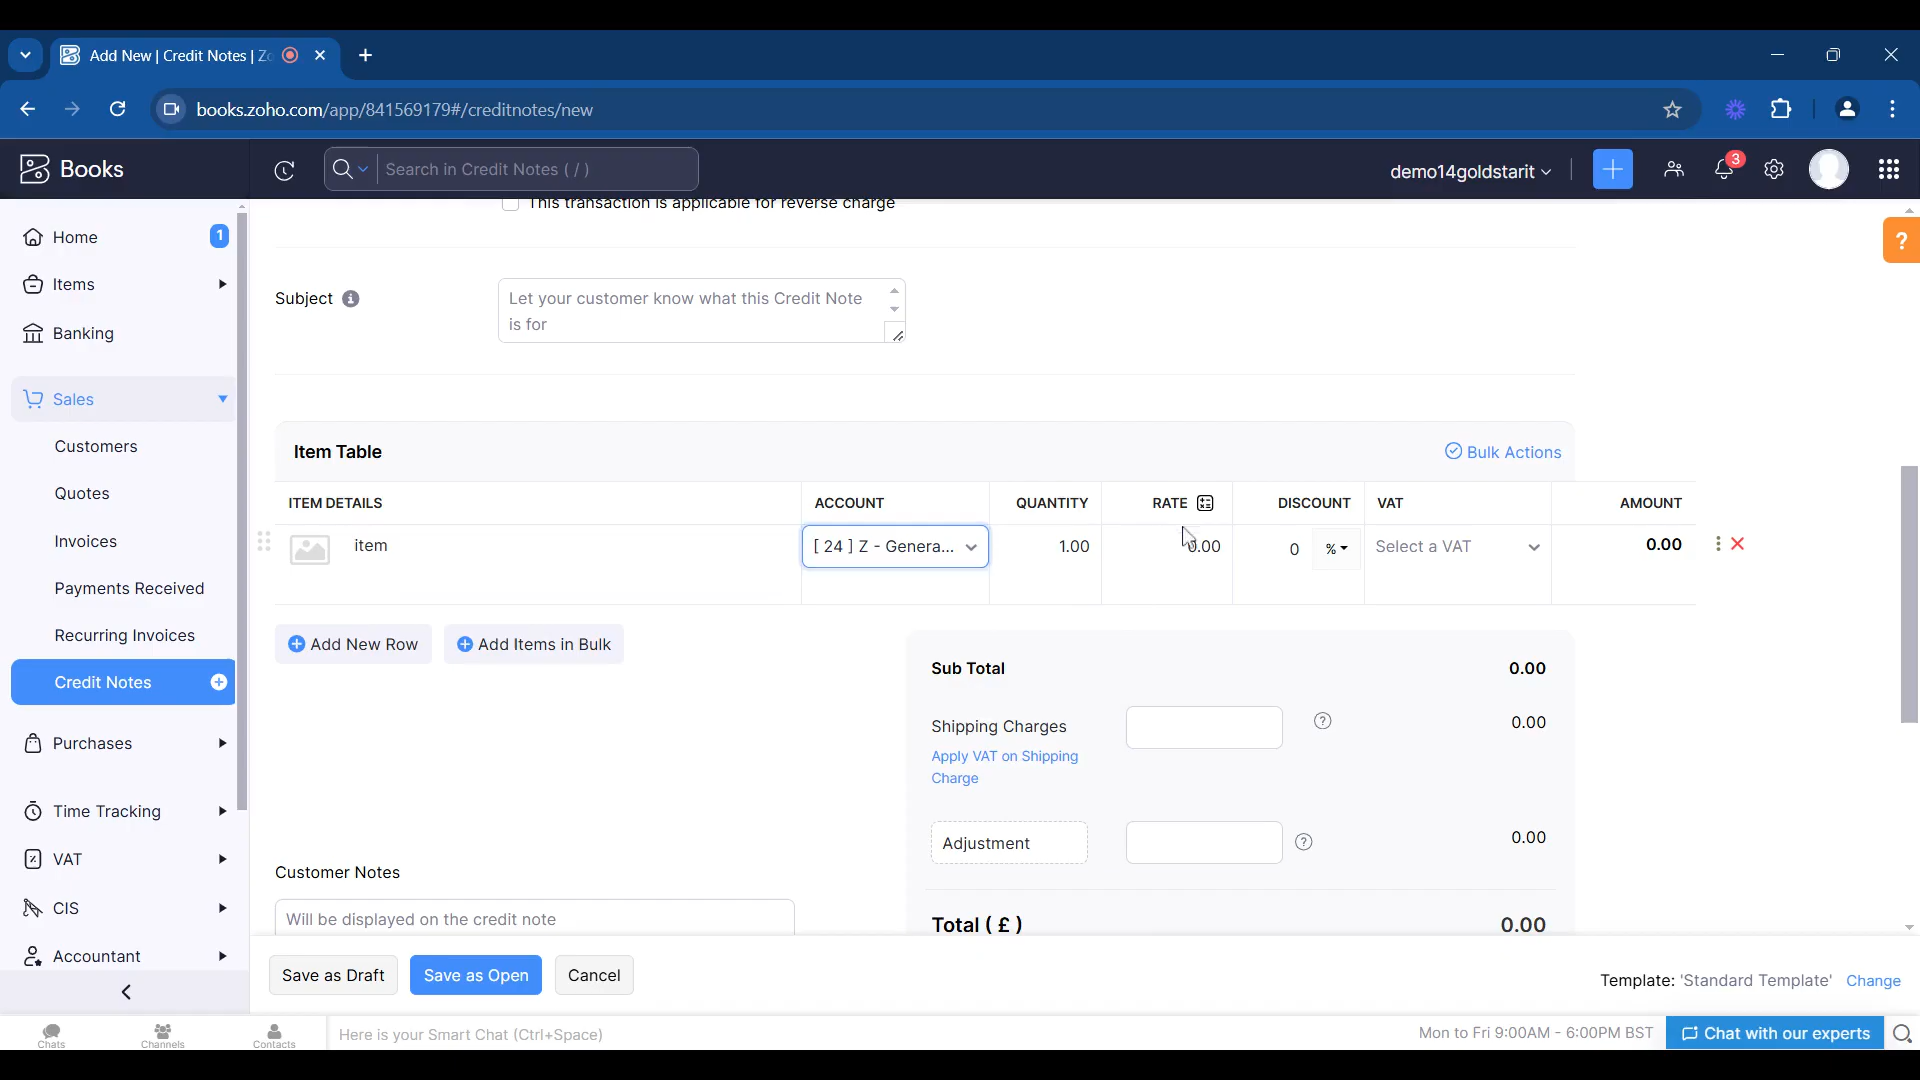 Add New | Credit Notes | Zo
books.zoho.com/app/841569179#/creditnotes/new
Books
Search in Credit Notes ( / )
demo14goldstarit
3
This transaction is applicable for reverse charge
?
Home
1
Items
Banking
Sales
Customers
Quotes
Invoices
Payments Received
Recurring Invoices
Credit Notes
Purchases
Time Tracking
VAT
CIS
Accountant
Subject
Let your customer know what this Credit Note
is for
Item Table
Bulk Actions
ITEM DETAILS
ACCOUNT
QUANTITY
RATE
DISCOUNT
VAT
AMOUNT
item
[ 24 ] Z - Genera...
1.00
0.00
0
%
Select a VAT
0.00
Add New Row
Add Items in Bulk
Sub Total
0.00
Shipping Charges
?
0.00
Apply VAT on Shipping
Charge
Adjustment
?
0.00
Customer Notes
Will be displayed on the credit note
Total ( £ )
0.00
Save as Draft
Save as Open
Cancel
Template: 'Standard Template' Change
Chats
Channels
Contacts
Here is your Smart Chat (Ctrl+Space)
Mon to Fri 9:00AM - 6:00PM BST
Chat with our experts